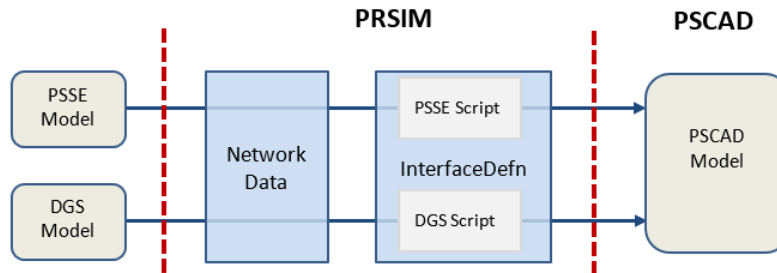 PRSIM
PSCAD
PSSE
Model
Network
Data
PSSE Script
InterfaceDefn
DGS Script
PSCAD
Model
DGS
Model